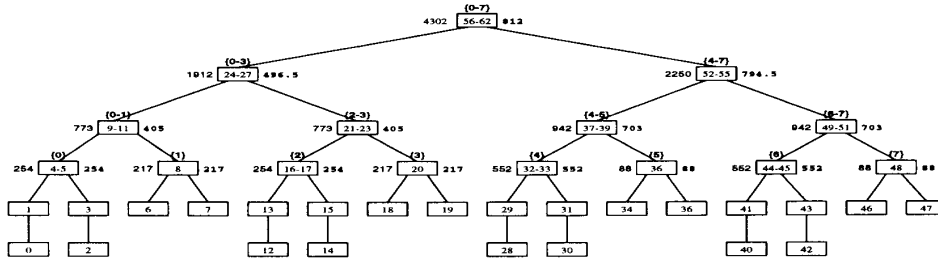 {0-7}
4302 56-62 812
{0-3} {4-7}
1912 24-27 496.5 2250 52-55 794.5
{0-1} {2-3} {4-5} {6-7}
773 9-11 405 773 21-23 405 942 37-39 703 942 49-51 703
{0} {1} {2} {3} {4} {5} {6} {7}
254 4-5 254 217 8 217 254 16-17 254 217 20 217 552 32-33 552 88 36 88 552 44-45 552 88 48 88
1 3 6 7 13 15 18 19 29 31 34 36 41 43 46 47
0 2 12 14 28 30 40 42